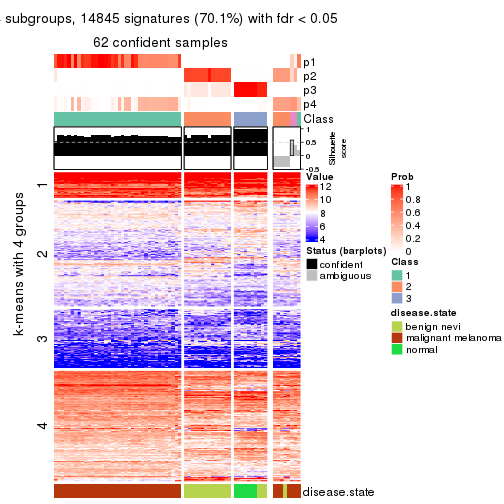 subgroups, 14845 signatures (70.1%) with fdr < 0.05
62 confident samples
p1
p2
p3
p4
Class
1
0.5
0
-0.5
Silhouette
score
k-means with 4 groups
1
2
3
4
Value
12
10
8
6
4
Status (barplots)
confident
ambiguous
Prob
1
0.8
0.6
0.4
0.2
0
Class
1
2
3
disease.state
benign nevi
malignant melanoma
normal
disease.state